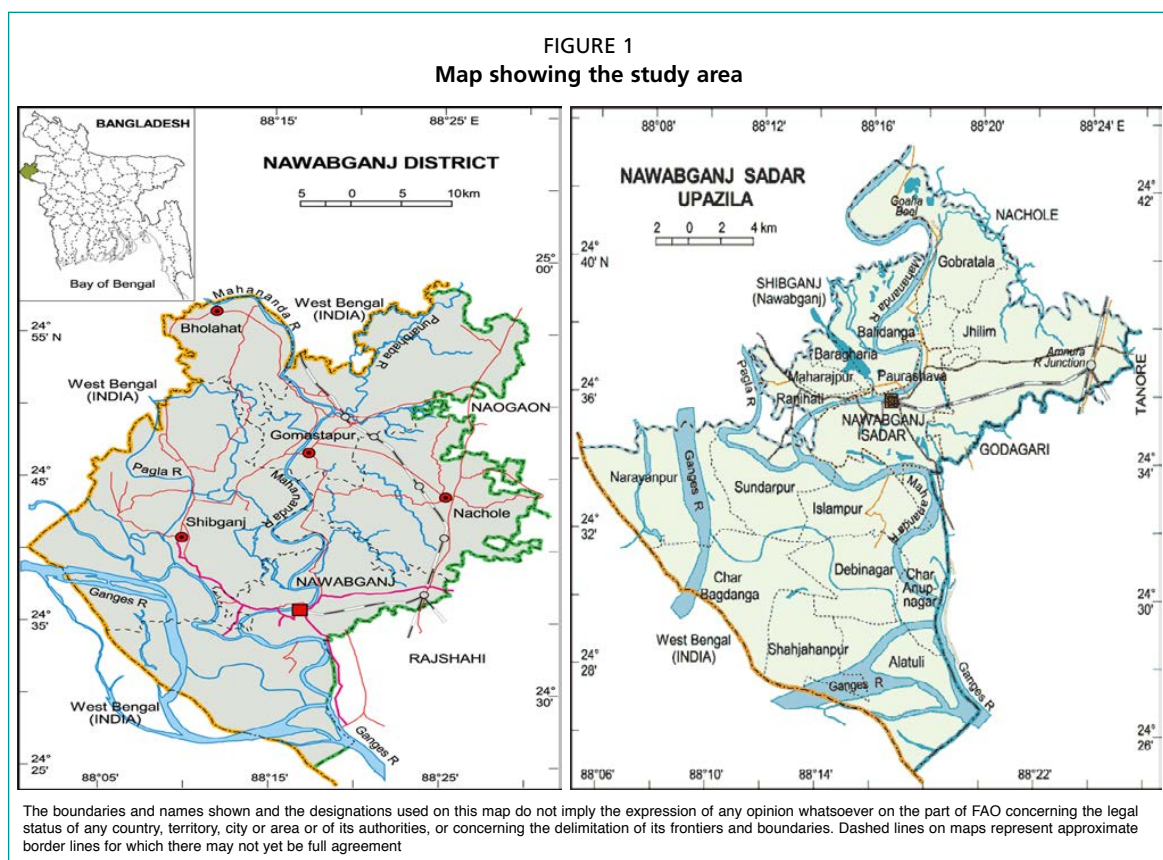 FIGURE 1
Map showing the study area
BANGLADESH
Bay of Bengal
88°15'
88°25' E
NAWABGANJ DISTRICT
5 0 5 10km
25°
00'
Mahananda R
West Bengal
(INDIA)
Punarbhaba R
24°
55' N
Bholahat
West Bengal
(INDIA)
NAOGAON
Gomastapur
24°
45'
Pagla R
Mahananda R
Nachole
Shibganj
NAWABGANJ
Ganges R
24°
35'
RAJSHAHI
24°
30'
West Bengal
(INDIA)
Ganges R
24°
25'
88°05'
88°15'
88°25'
88°08'
88°12'
88°16'
88°20'
88°24' E
NAWABGANJ SADAR
UPAZILA
2 0 2 4 km
24°
42'
Goaha
Beel
NACHOLE
24°
40' N
Gobratala
SHIBGANJ
(Nawabganj)
Mahananda R
24°
38'
Balidanga
Jhilim
Baragharia
Amnura
R Junction
Pagla R
Maharajpur
Paurashava
24°
36'
Ranihati
TANORE
NAWABGANJ
SADAR
GODAGARI
24°
34'
Narayanpur
Ganges R
Sundarpur
Mahananda R
Islampur
24°
32'
Debinagar
Char
Bagdanga
Char
Anup-
nagar
24°
30'
West Bengal
(INDIA)
Shahjahanpur
Alatuli
24°
28'
Ganges R
Ganges R
24°
26'
88°06'
88°10'
88°14'
88°22'
The boundaries and names shown and the designations used on this map do not imply the expression of any opinion whatsoever on the part of FAO concerning the legal
status of any country, territory, city or area or of its authorities, or concerning the delimitation of its frontiers and boundaries. Dashed lines on maps represent approximate
border lines for which there may not yet be full agreement